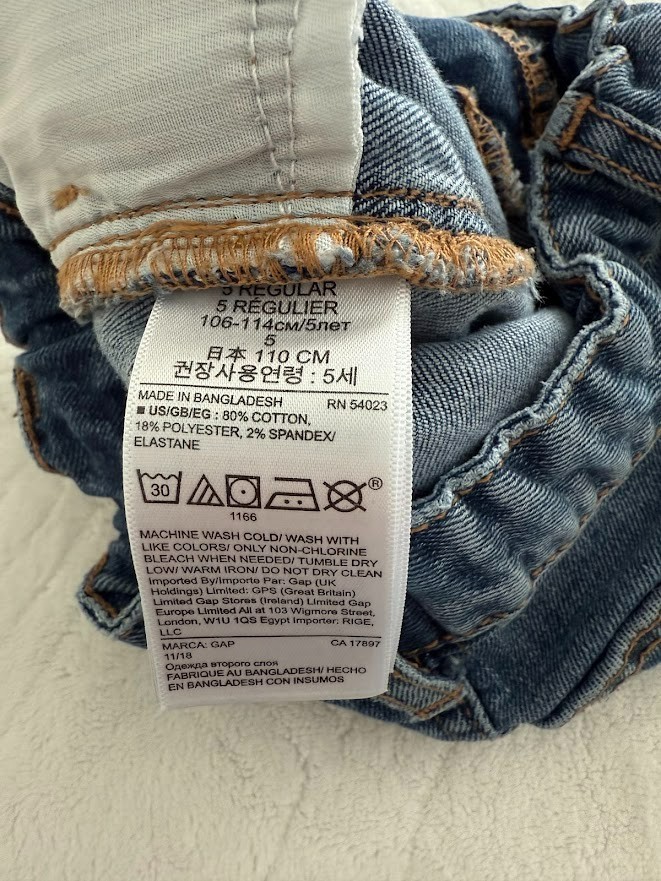 5 REGULAR
5 RÉGULIER
106-114см/5лет
5
日本 110 CM
권장사용연령 : 5세
MADE IN BANGLADESH RN 54023
■ US/GB/EG : 80% COTTON,
18% POLYESTER, 2% SPANDEX/
ELASTANE
30
®
1166
MACHINE WASH COLD/ WASH WITH
LIKE COLORS/ ONLY NON-CHLORINE
BLEACH WHEN NEEDED/ TUMBLE DRY
LOW/ WARM IRON/ DO NOT DRY CLEAN
Imported By/Importe Par: Gap (UK
Holdings) Limited: GPS (Great Britain)
Limited Gap Stores (Ireland) Limited Gap
Europe Limited All at 103 Wigmore Street,
London, W1U 1QS Egypt Importer: RIGE,
LLC
MARCA: GAP CA 17897
11/18
Одежда второго слоя
FABRIQUE AU BANGLADESH/ HECHO
EN BANGLADESH CON INSUMOS